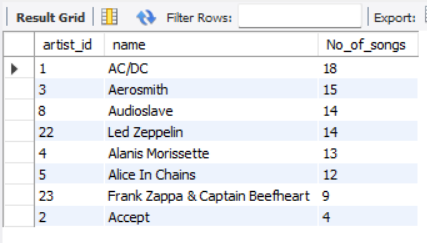 Result Grid Filter Rows: Export:
artist_id name No_of_songs
1 AC/DC 18
3 Aerosmith 15
8 Audioslave 14
22 Led Zeppelin 14
4 Alanis Morissette 13
5 Alice In Chains 12
23 Frank Zappa & Captain Beefheart 9
2 Accept 4